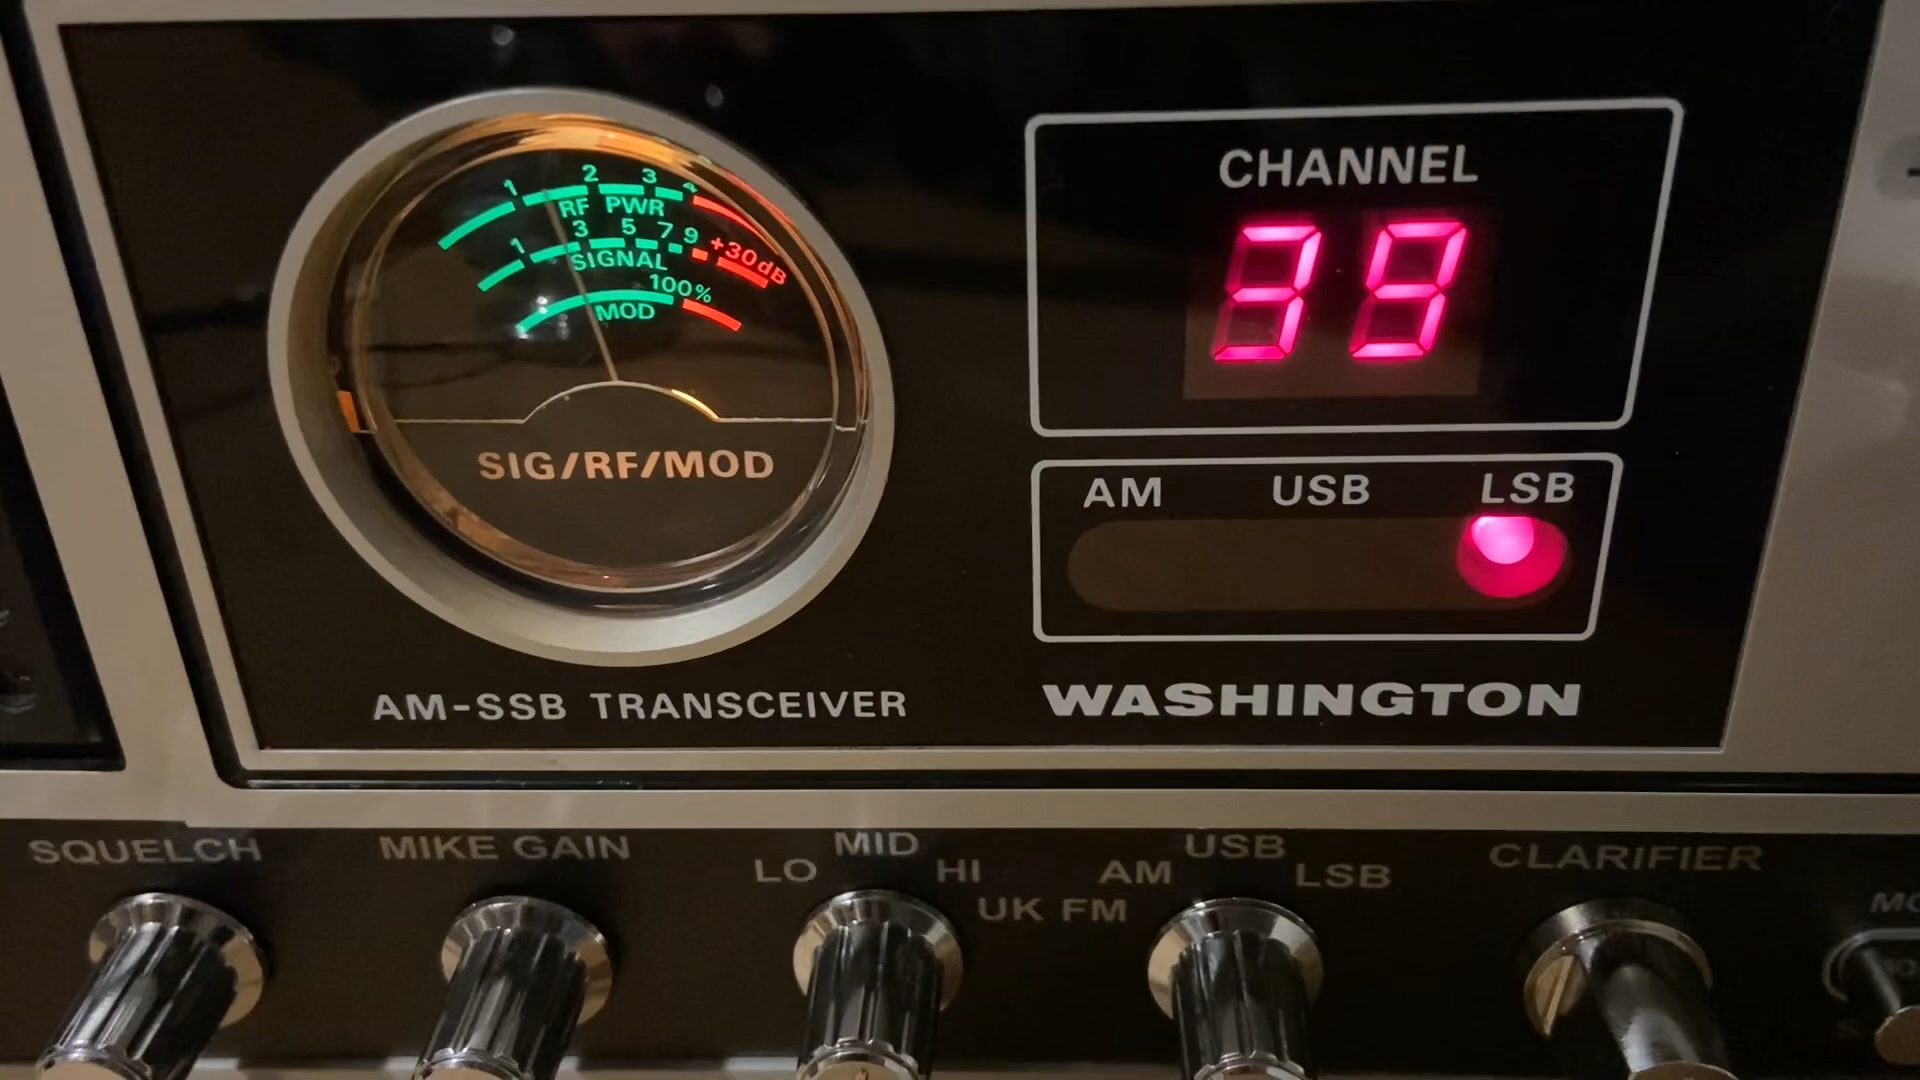 1 2 3 4
RF PWR
1 3 5 7 9 +30dB
SIGNAL
100%
MOD
SIG/RF/MOD
AM-SSB TRANSCEIVER
CHANNEL
39
AM USB LSB
WASHINGTON
SQUELCH
MIKE GAIN
LO MID HI
UK FM AM USB LSB
CLARIFIER